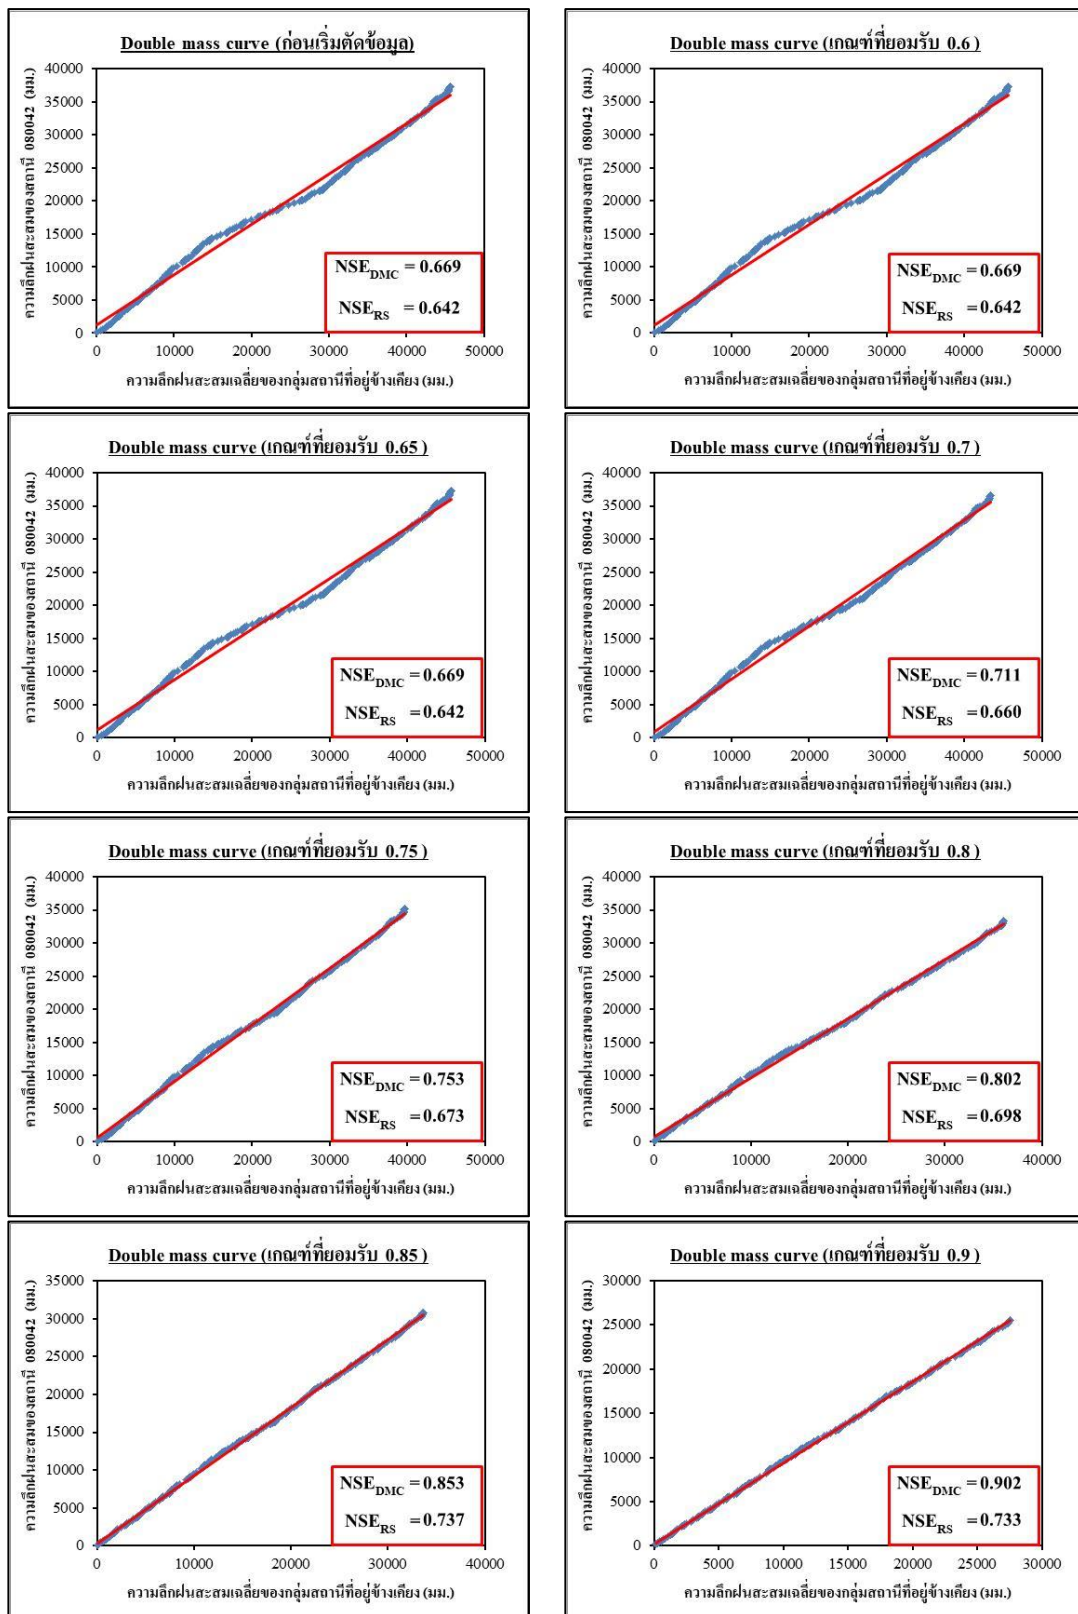 Double mass curve (ก่อนเริ่มตัดข้อมูล)
ความลึกฝนสะสมของสถานี 080042 (มม.)
40000
35000
30000
25000
20000
15000
10000
5000
0
NSE_DMC = 0.669
NSE_RS = 0.642
0 10000 20000 30000 40000 50000
ความลึกฝนสะสมเฉลี่ยของกลุ่มสถานีที่อยู่ข้างเคียง (มม.)
Double mass curve (เกณฑ์ที่ยอมรับ 0.6)
ความลึกฝนสะสมของสถานี 080042 (มม.)
40000
35000
30000
25000
20000
15000
10000
5000
0
NSE_DMC = 0.669
NSE_RS = 0.642
0 10000 20000 30000 40000 50000
ความลึกฝนสะสมเฉลี่ยของกลุ่มสถานีที่อยู่ข้างเคียง (มม.)
Double mass curve (เกณฑ์ที่ยอมรับ 0.65 )
ความลึกฝนสะสมของสถานี 080042 (มม.)
40000
35000
30000
25000
20000
15000
10000
5000
0
NSE_DMC = 0.669
NSE_RS = 0.642
0 10000 20000 30000 40000 50000
ความลึกฝนสะสมเฉลี่ยของกลุ่มสถานีที่อยู่ข้างเคียง (มม.)
Double mass curve (เกณฑ์ที่ยอมรับ 0.7 )
ความลึกฝนสะสมของสถานี 080042 (มม.)
40000
35000
30000
25000
20000
15000
10000
5000
0
NSE_DMC = 0.711
NSE_RS = 0.660
0 10000 20000 30000 40000 50000
ความลึกฝนสะสมเฉลี่ยของกลุ่มสถานีที่อยู่ข้างเคียง (มม.)
Double mass curve (เกณฑ์ที่ยอมรับ 0.75 )
ความลึกฝนสะสมของสถานี 080042 (มม.)
40000
35000
30000
25000
20000
15000
10000
5000
0
NSE_DMC = 0.753
NSE_RS = 0.673
0 10000 20000 30000 40000 50000
ความลึกฝนสะสมเฉลี่ยของกลุ่มสถานีที่อยู่ข้างเคียง (มม.)
Double mass curve (เกณฑ์ที่ยอมรับ 0.8 )
ความลึกฝนสะสมของสถานี 080042 (มม.)
40000
35000
30000
25000
20000
15000
10000
5000
0
NSE_DMC = 0.802
NSE_RS = 0.698
0 10000 20000 30000 40000
ความลึกฝนสะสมเฉลี่ยของกลุ่มสถานีที่อยู่ข้างเคียง (มม.)
Double mass curve (เกณฑ์ที่ยอมรับ 0.85 )
ความลึกฝนสะสมของสถานี 080042 (มม.)
35000
30000
25000
20000
15000
10000
5000
0
NSE_DMC = 0.853
NSE_RS = 0.737
0 10000 20000 30000 40000
ความลึกฝนสะสมเฉลี่ยของกลุ่มสถานีที่อยู่ข้างเคียง (มม.)
Double mass curve (เกณฑ์ที่ยอมรับ 0.9 )
ความลึกฝนสะสมของสถานี 080042 (มม.)
30000
25000
20000
15000
10000
5000
0
NSE_DMC = 0.902
NSE_RS = 0.733
0 5000 10000 15000 20000 25000 30000
ความลึกฝนสะสมเฉลี่ยของกลุ่มสถานีที่อยู่ข้างเคียง (มม.)